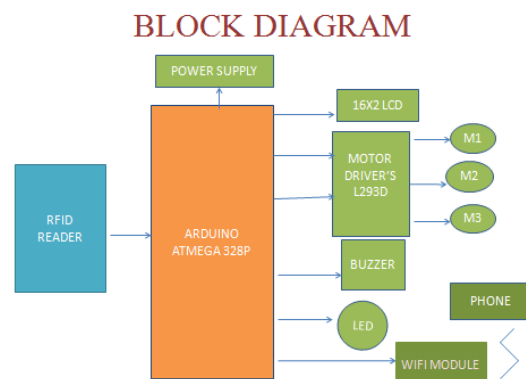 BLOCK DIAGRAM
POWER SUPPLY
16X2 LCD
M1
MOTOR
DRIVER'S
L293D
M2
M3
RFID
READER
ARDUINO
ATMEGA 328P
BUZZER
PHONE
LED
WIFI MODULE